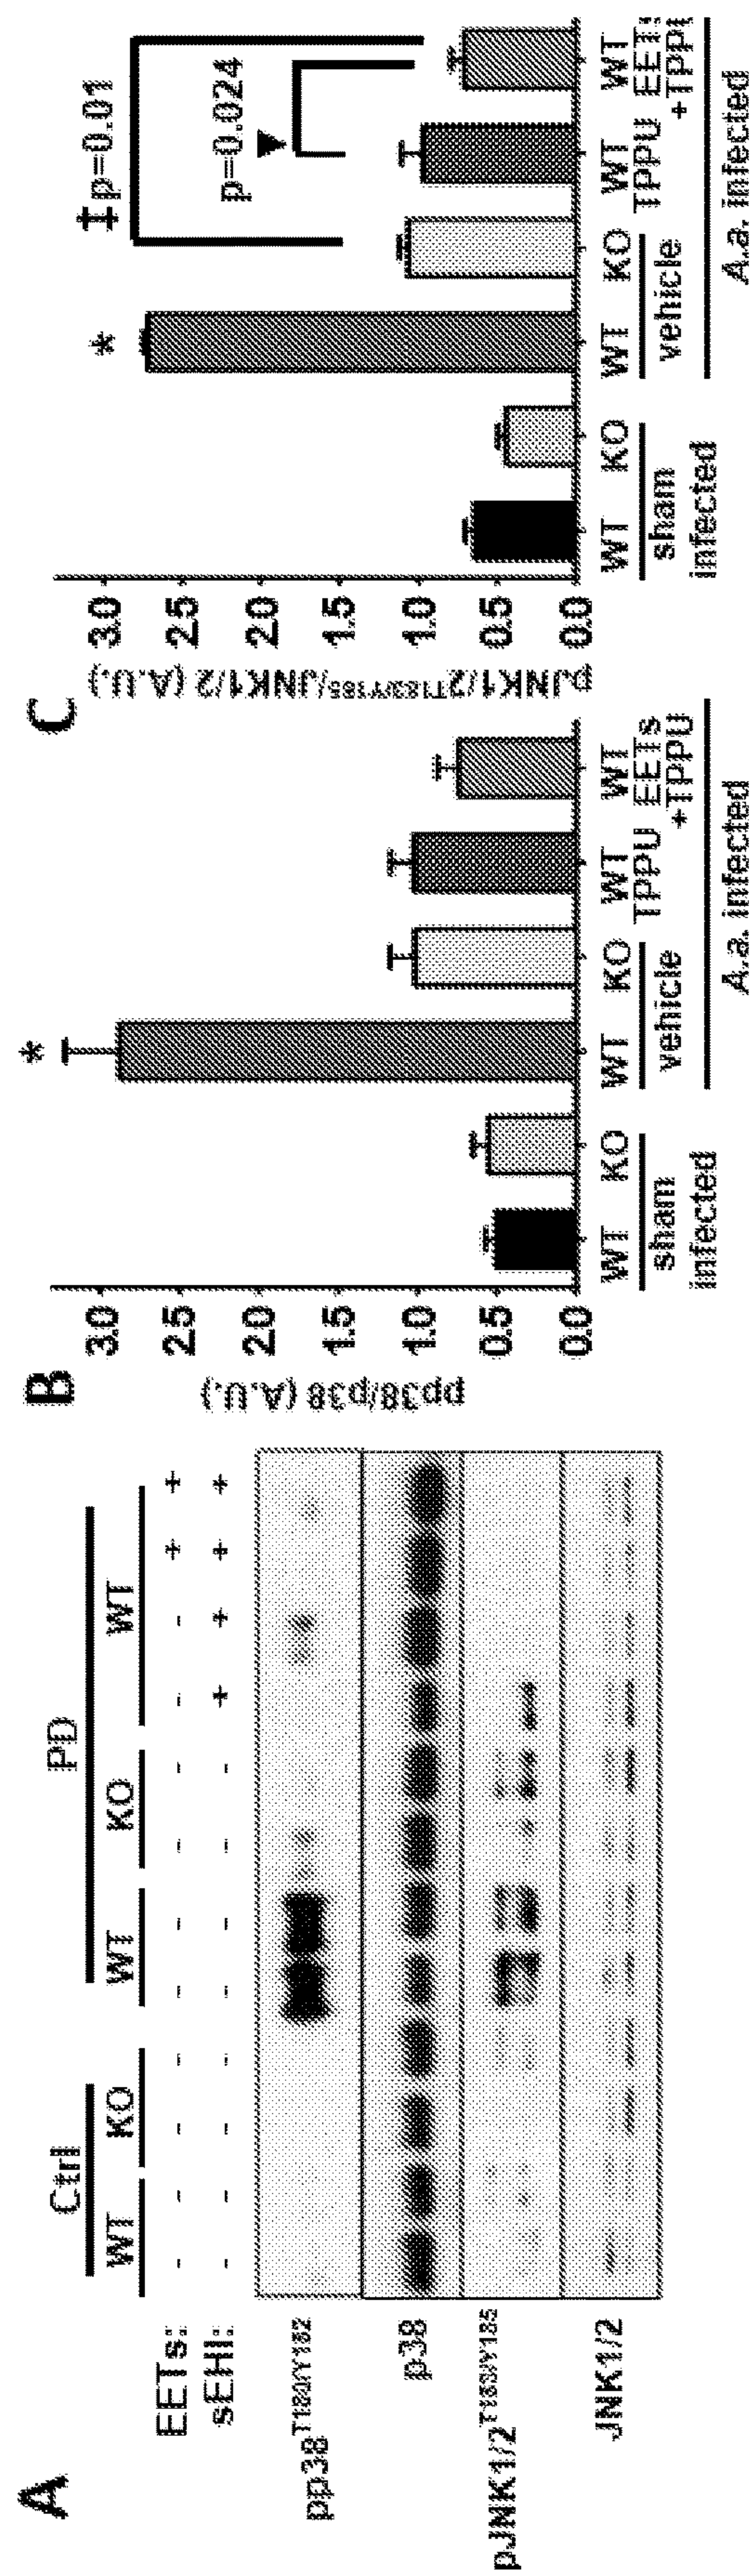 A
Ctrl PD
WT KO WT KO WT
EETs: - - - - - - - - - - + +
sEHI: - - - - - - - - + + + +
pp38T180/Y182
p38
pJNK1/2T183/Y185
JNK1/2
B
pp38/p38 (A.U.)
3.0
2.5
2.0
1.5
1.0
0.5
0.0
*
WT KO WT KO WT WT
TPPU EETs
+TPPU
sham
infected
vehicle
A.a. infected
C
pJNK1/2T183/Y185/JNK1/2 (A.U.)
3.0
2.5
2.0
1.5
1.0
0.5
0.0
*
‡p=0.01
p=0.024
WT KO WT KO WT WT
TPPU EETs
+TPPU
sham
infected
vehicle
A.a. infected